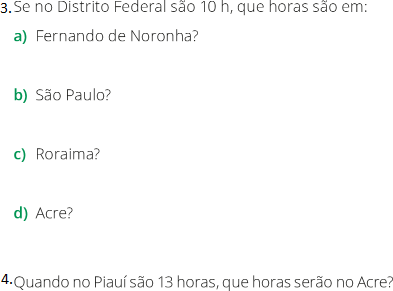 3. Se no Distrito Federal são 10 h, que horas são em:
a) Fernando de Noronha?
b) São Paulo?
c) Roraima?
d) Acre?
4. Quando no Piauí são 13 horas, que horas serão no Acre?